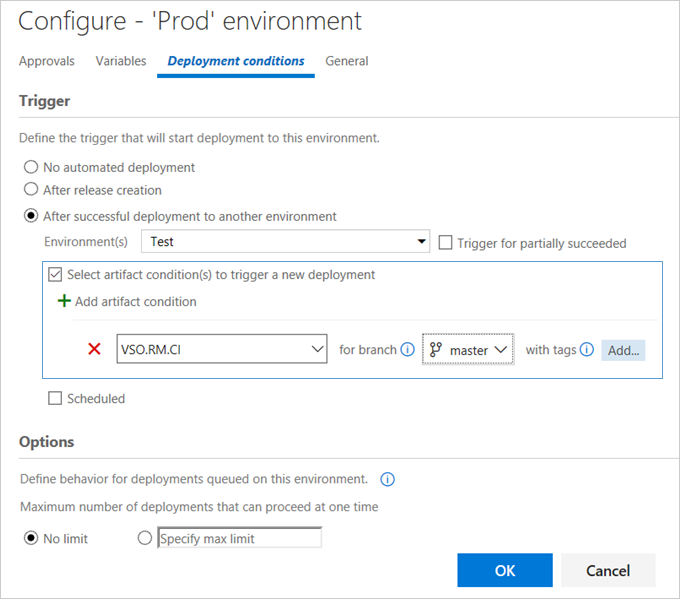 Configure - 'Prod' environment
Approvals Variables Deployment conditions General
Trigger
Define the trigger that will start deployment to this environment.
No automated deployment
After release creation
After successful deployment to another environment
Environment(s) Test Trigger for partially succeeded
Select artifact condition(s) to trigger a new deployment
Add artifact condition
VSO.RM.CI for branch master with tags Add...
Scheduled
Options
Define behavior for deployments queued on this environment.
Maximum number of deployments that can proceed at one time
No limit Specify max limit
OK Cancel